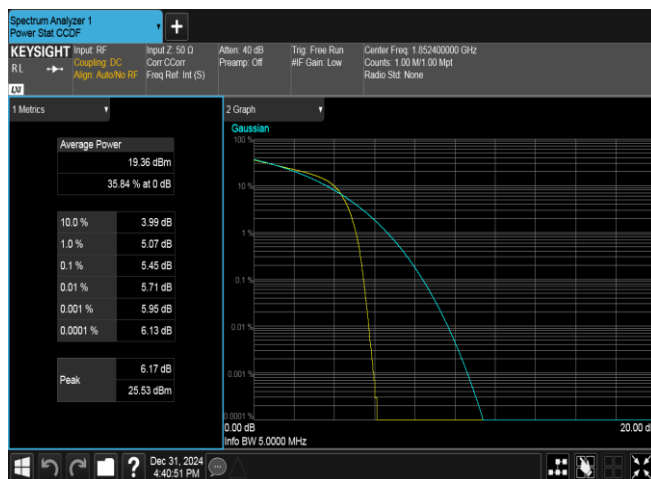 Spectrum Analyzer 1
Power Stat CCDF
+
KEYSIGHT
RL
LXI
Input: RF
Coupling: DC
Align: Auto/No RF
Input Z: 50 Ω
Corr CCorr
Freq Ref: Int (S)
Atten: 40 dB
Preamp: Off
Trig: Free Run
#IF Gain: Low
Center Freq: 1.852400000 GHz
Counts: 1.00 M/1.00 Mpt
Radio Std: None
1 Metrics
Average Power
19.36 dBm
35.84 % at 0 dB
10.0 % 3.99 dB
1.0 % 5.07 dB
0.1 % 5.45 dB
0.01 % 5.71 dB
0.001 % 5.95 dB
0.0001 % 6.13 dB
Peak
6.17 dB
25.53 dBm
2 Graph
Gaussian
100 %
10 %
1 %
0.1 %
0.01 %
0.001 %
0.0001 %
0.00 dB
20.00 d
Info BW 5.0000 MHz
?
Dec 31, 2024
4:40:51 PM